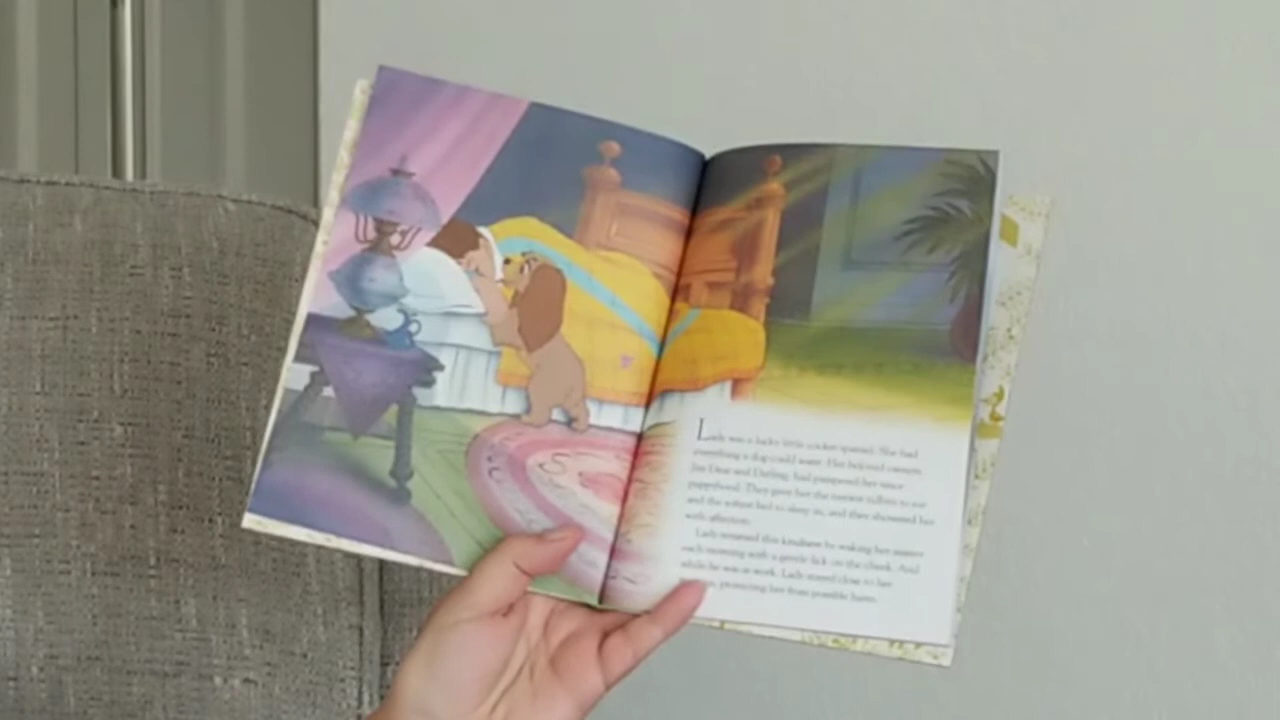 Lady was a lucky little cocker spaniel. She had
everything a dog could want. Her beloved owners,
Jim Dear and Darling, had pampered her since
puppyhood. They gave her the tastiest tidbits to eat
and the softest bed to sleep in, and they showered her
with affection.
Lady returned this kindness by waking her master
each morning with a gentle lick on the cheek. And
while he was at work, Lady stayed close to her
protecting her from possible harm.